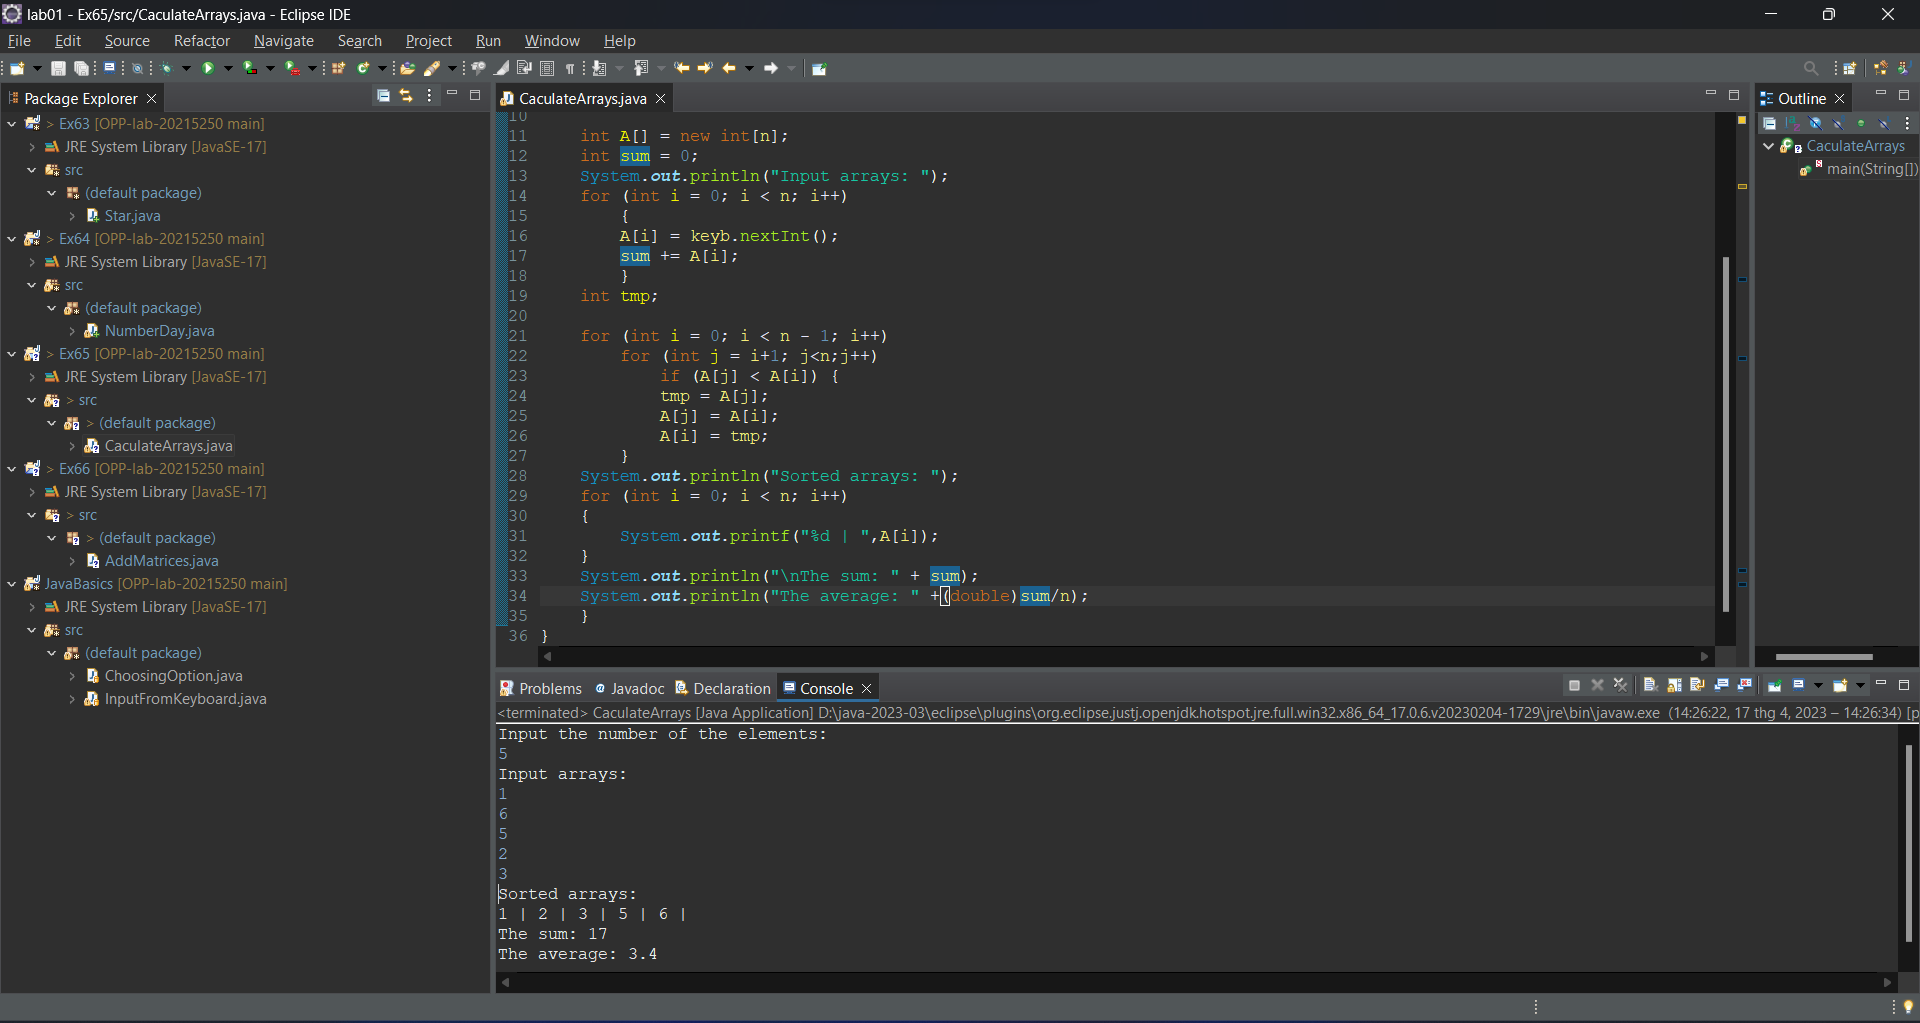 lab01 - Ex65/src/CaculateArrays.java - Eclipse IDE
File Edit Source Refactor Navigate Search Project Run Window Help
Package Explorer
Ex63 [OPP-lab-20215250 main]
JRE System Library [JavaSE-17]
src
(default package)
Star.java
Ex64 [OPP-lab-20215250 main]
JRE System Library [JavaSE-17]
src
(default package)
NumberDay.java
Ex65 [OPP-lab-20215250 main]
JRE System Library [JavaSE-17]
src
(default package)
CaculateArrays.java
Ex66 [OPP-lab-20215250 main]
JRE System Library [JavaSE-17]
src
(default package)
AddMatrices.java
JavaBasics [OPP-lab-20215250 main]
JRE System Library [JavaSE-17]
src
(default package)
ChoosingOption.java
InputFromKeyboard.java
CaculateArrays.java
10
11 int A[] = new int[n];
12 int sum = 0;
13 System.out.println("Input arrays: ");
14 for (int i = 0; i < n; i++)
15 {
16 A[i] = keyb.nextInt();
17 sum += A[i];
18 }
19 int tmp;
20
21 for (int i = 0; i < n - 1; i++)
22 for (int j = i+1; j<n;j++)
23 if (A[j] < A[i]) {
24 tmp = A[j];
25 A[j] = A[i];
26 A[i] = tmp;
27 }
28 System.out.println("Sorted arrays: ");
29 for (int i = 0; i < n; i++)
30 {
31 System.out.printf("%d | ",A[i]);
32 }
33 System.out.println("\nThe sum: " + sum);
34 System.out.println("The average: " +(double)sum/n);
35 }
36 }
Outline
CaculateArrays
main(String[])
Problems Javadoc Declaration Console
<terminated> CaculateArrays [Java Application] D:\java-2023-03\eclipse\plugins\org.eclipse.justj.openjdk.hotspot.jre.full.win32.x86_64_17.0.6.v20230204-1729\jre\bin\javaw.exe (14:26:22, 17 thg 4, 2023 – 14:26:34) [p
Input the number of the elements:
5
Input arrays:
1
6
5
2
3
Sorted arrays:
1 | 2 | 3 | 5 | 6 |
The sum: 17
The average: 3.4